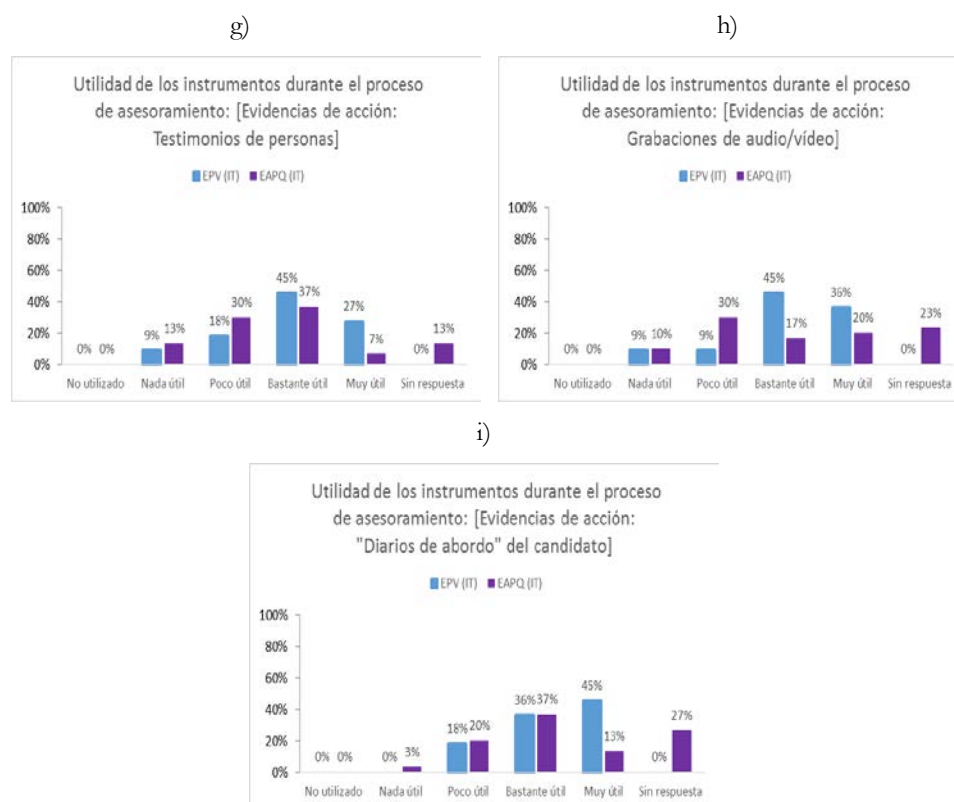 g)
Utilidad de los instrumentos durante el proceso
de asesoramiento: [Evidencias de acción:
Testimonios de personas]
EPV (IT) EAPQ (IT)
100%
80%
60%
40%
20%
0%
0% 0% 9% 13% 18% 30% 45% 37% 27% 7% 0% 13%
No utilizado Nada útil Poco útil Bastante útil Muy útil Sin respuesta
h)
Utilidad de los instrumentos durante el proceso
de asesoramiento: [Evidencias de acción:
Grabaciones de audio/vídeo]
EPV (IT) EAPQ (IT)
100%
80%
60%
40%
20%
0%
0% 0% 9% 10% 9% 30% 45% 17% 36% 20% 0% 23%
No utilizado Nada útil Poco útil Bastante útil Muy útil Sin respuesta
i)
Utilidad de los instrumentos durante el proceso
de asesoramiento: [Evidencias de acción:
"Diarios de abordo" del candidato]
EPV (IT) EAPQ (IT)
100%
80%
60%
40%
20%
0%
0% 0% 0% 3% 18% 20% 36% 37% 45% 13% 0% 27%
No utilizado Nada útil Poco útil Bastante útil Muy útil Sin respuesta